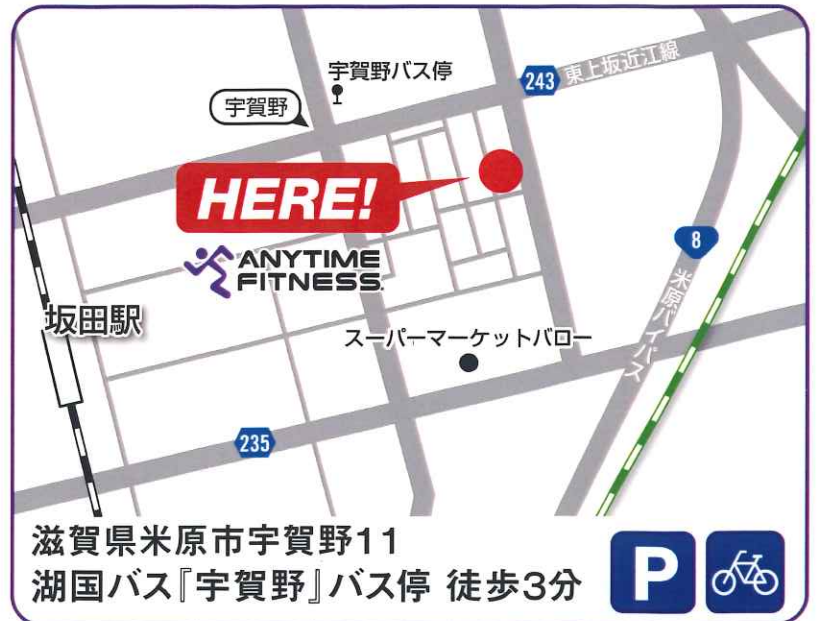 宇賀野バス停
243
東上坂近江線
宇賀野
HERE!
ANYTIME
FITNESS
8
米原バイパス
坂田駅
スーパーマーケットバロー
235
滋賀県米原市宇賀野11
湖国バス『宇賀野』バス停 徒歩3分
P